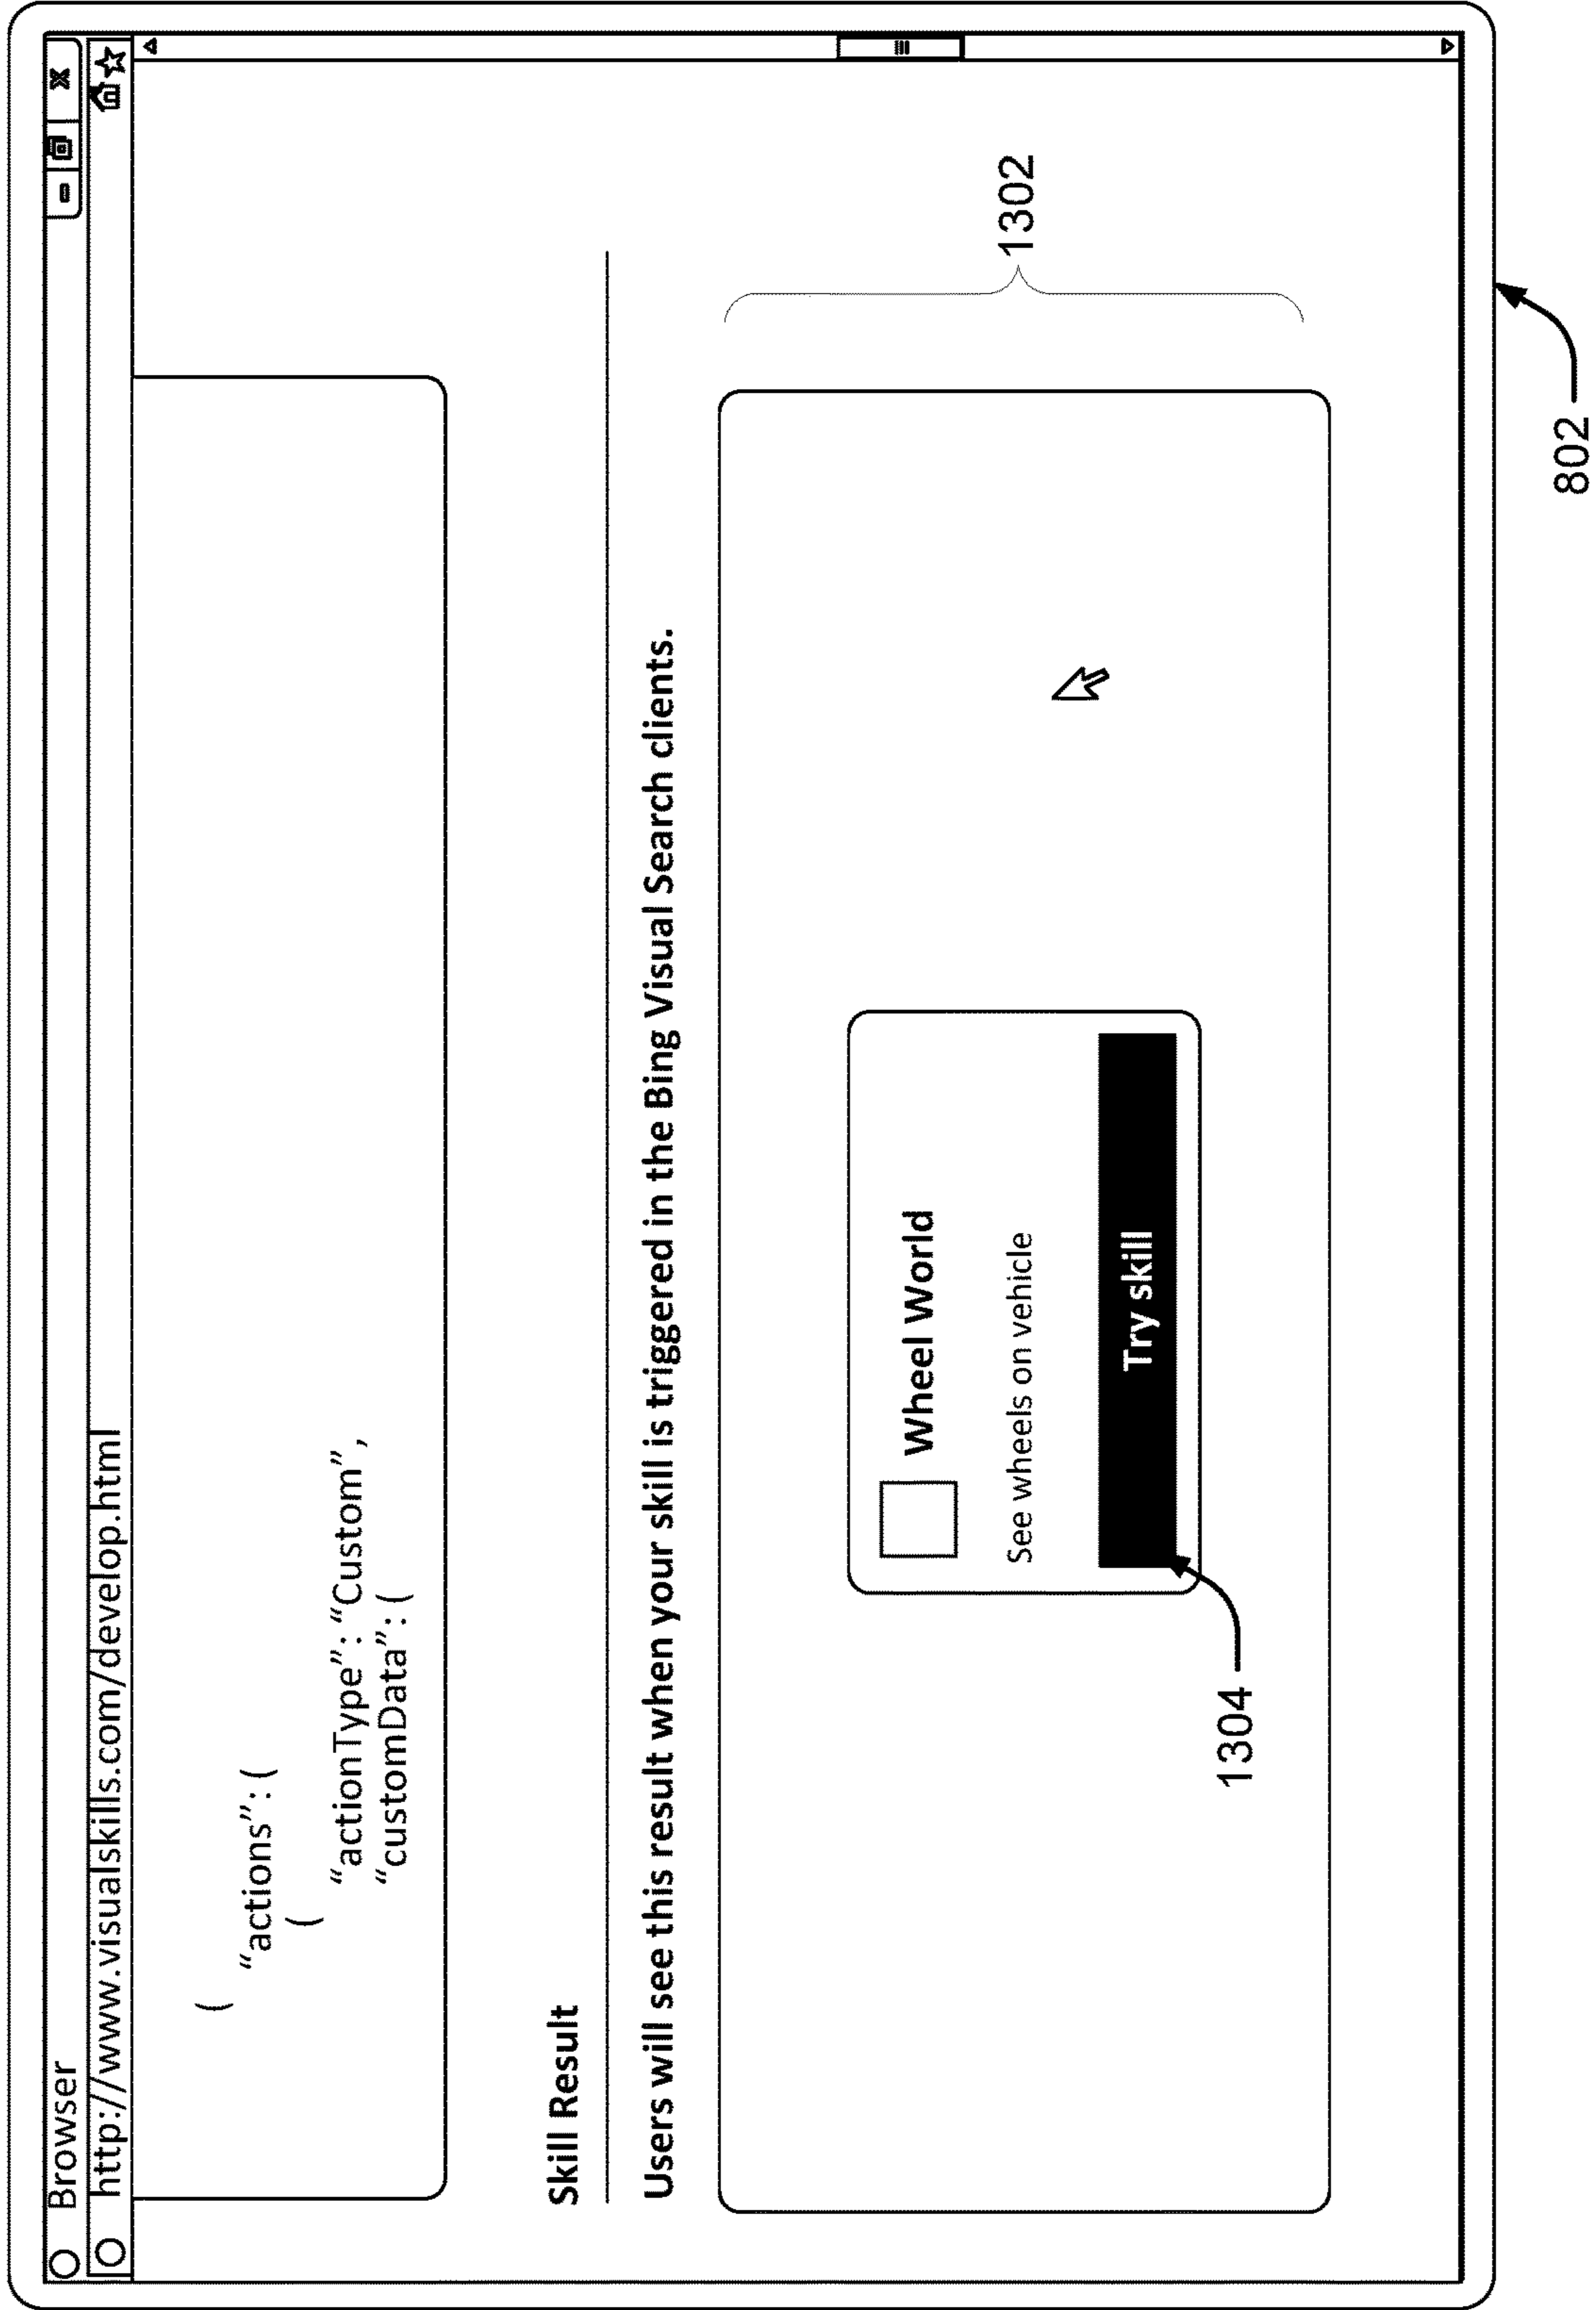 Browser
x
http://www.visualskills.com/develop.html
(
“actions”: (
(
“actionType”: “Custom”,
“customData”: (
Skill Result
Users will see this result when your skill is triggered in the Bing Visual Search clients.
1302
Wheel World
See wheels on vehicle
Try skill
1304
802